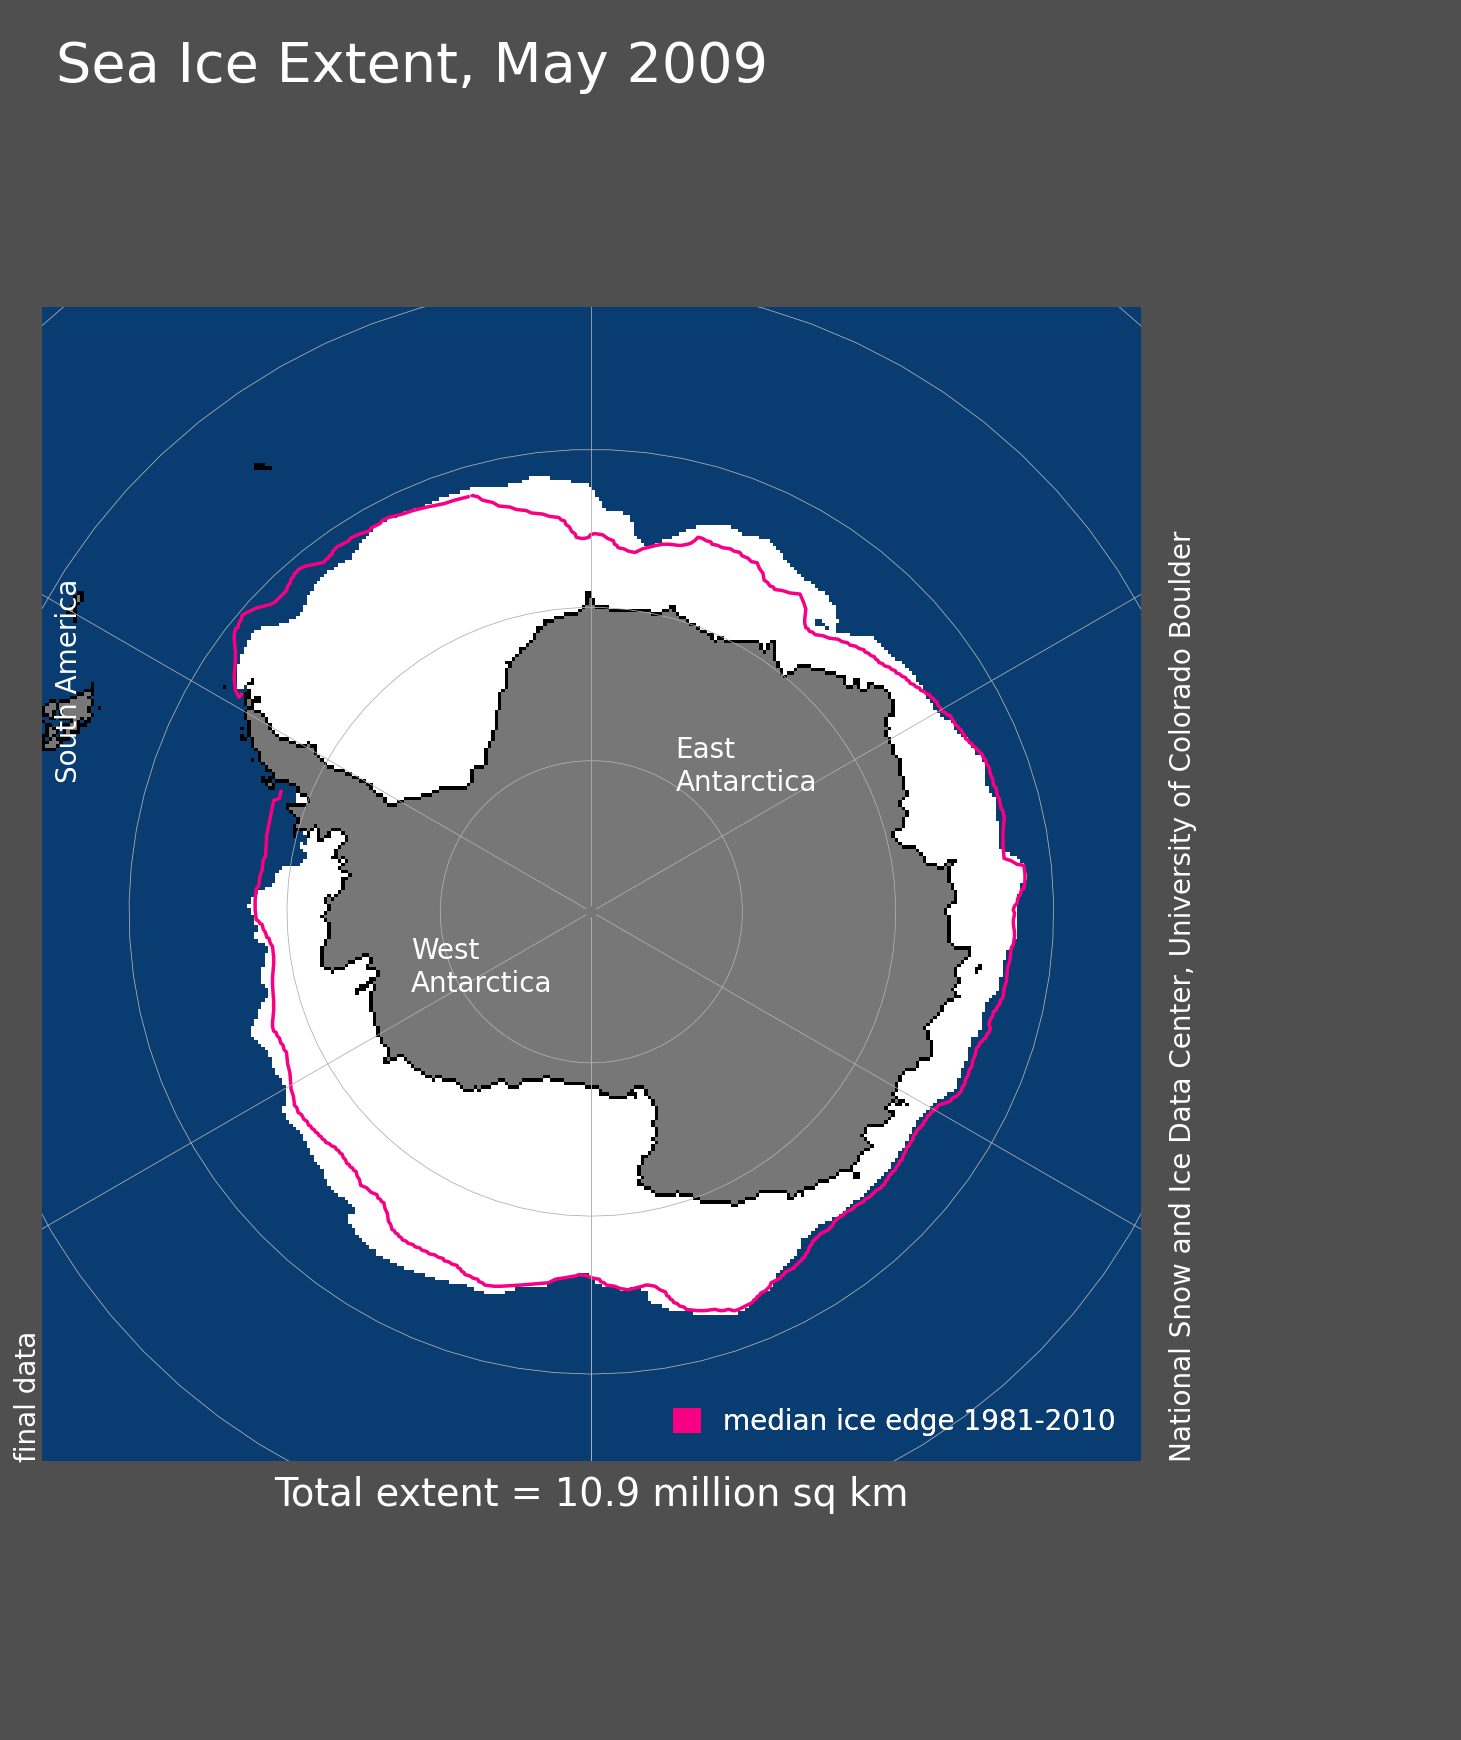 Sea Ice Extent, May 2009
South America
East
Antarctica
West
Antarctica
median ice edge 1981-2010
final data
National Snow and Ice Data Center, University of Colorado Boulder
Total extent = 10.9 million sq km